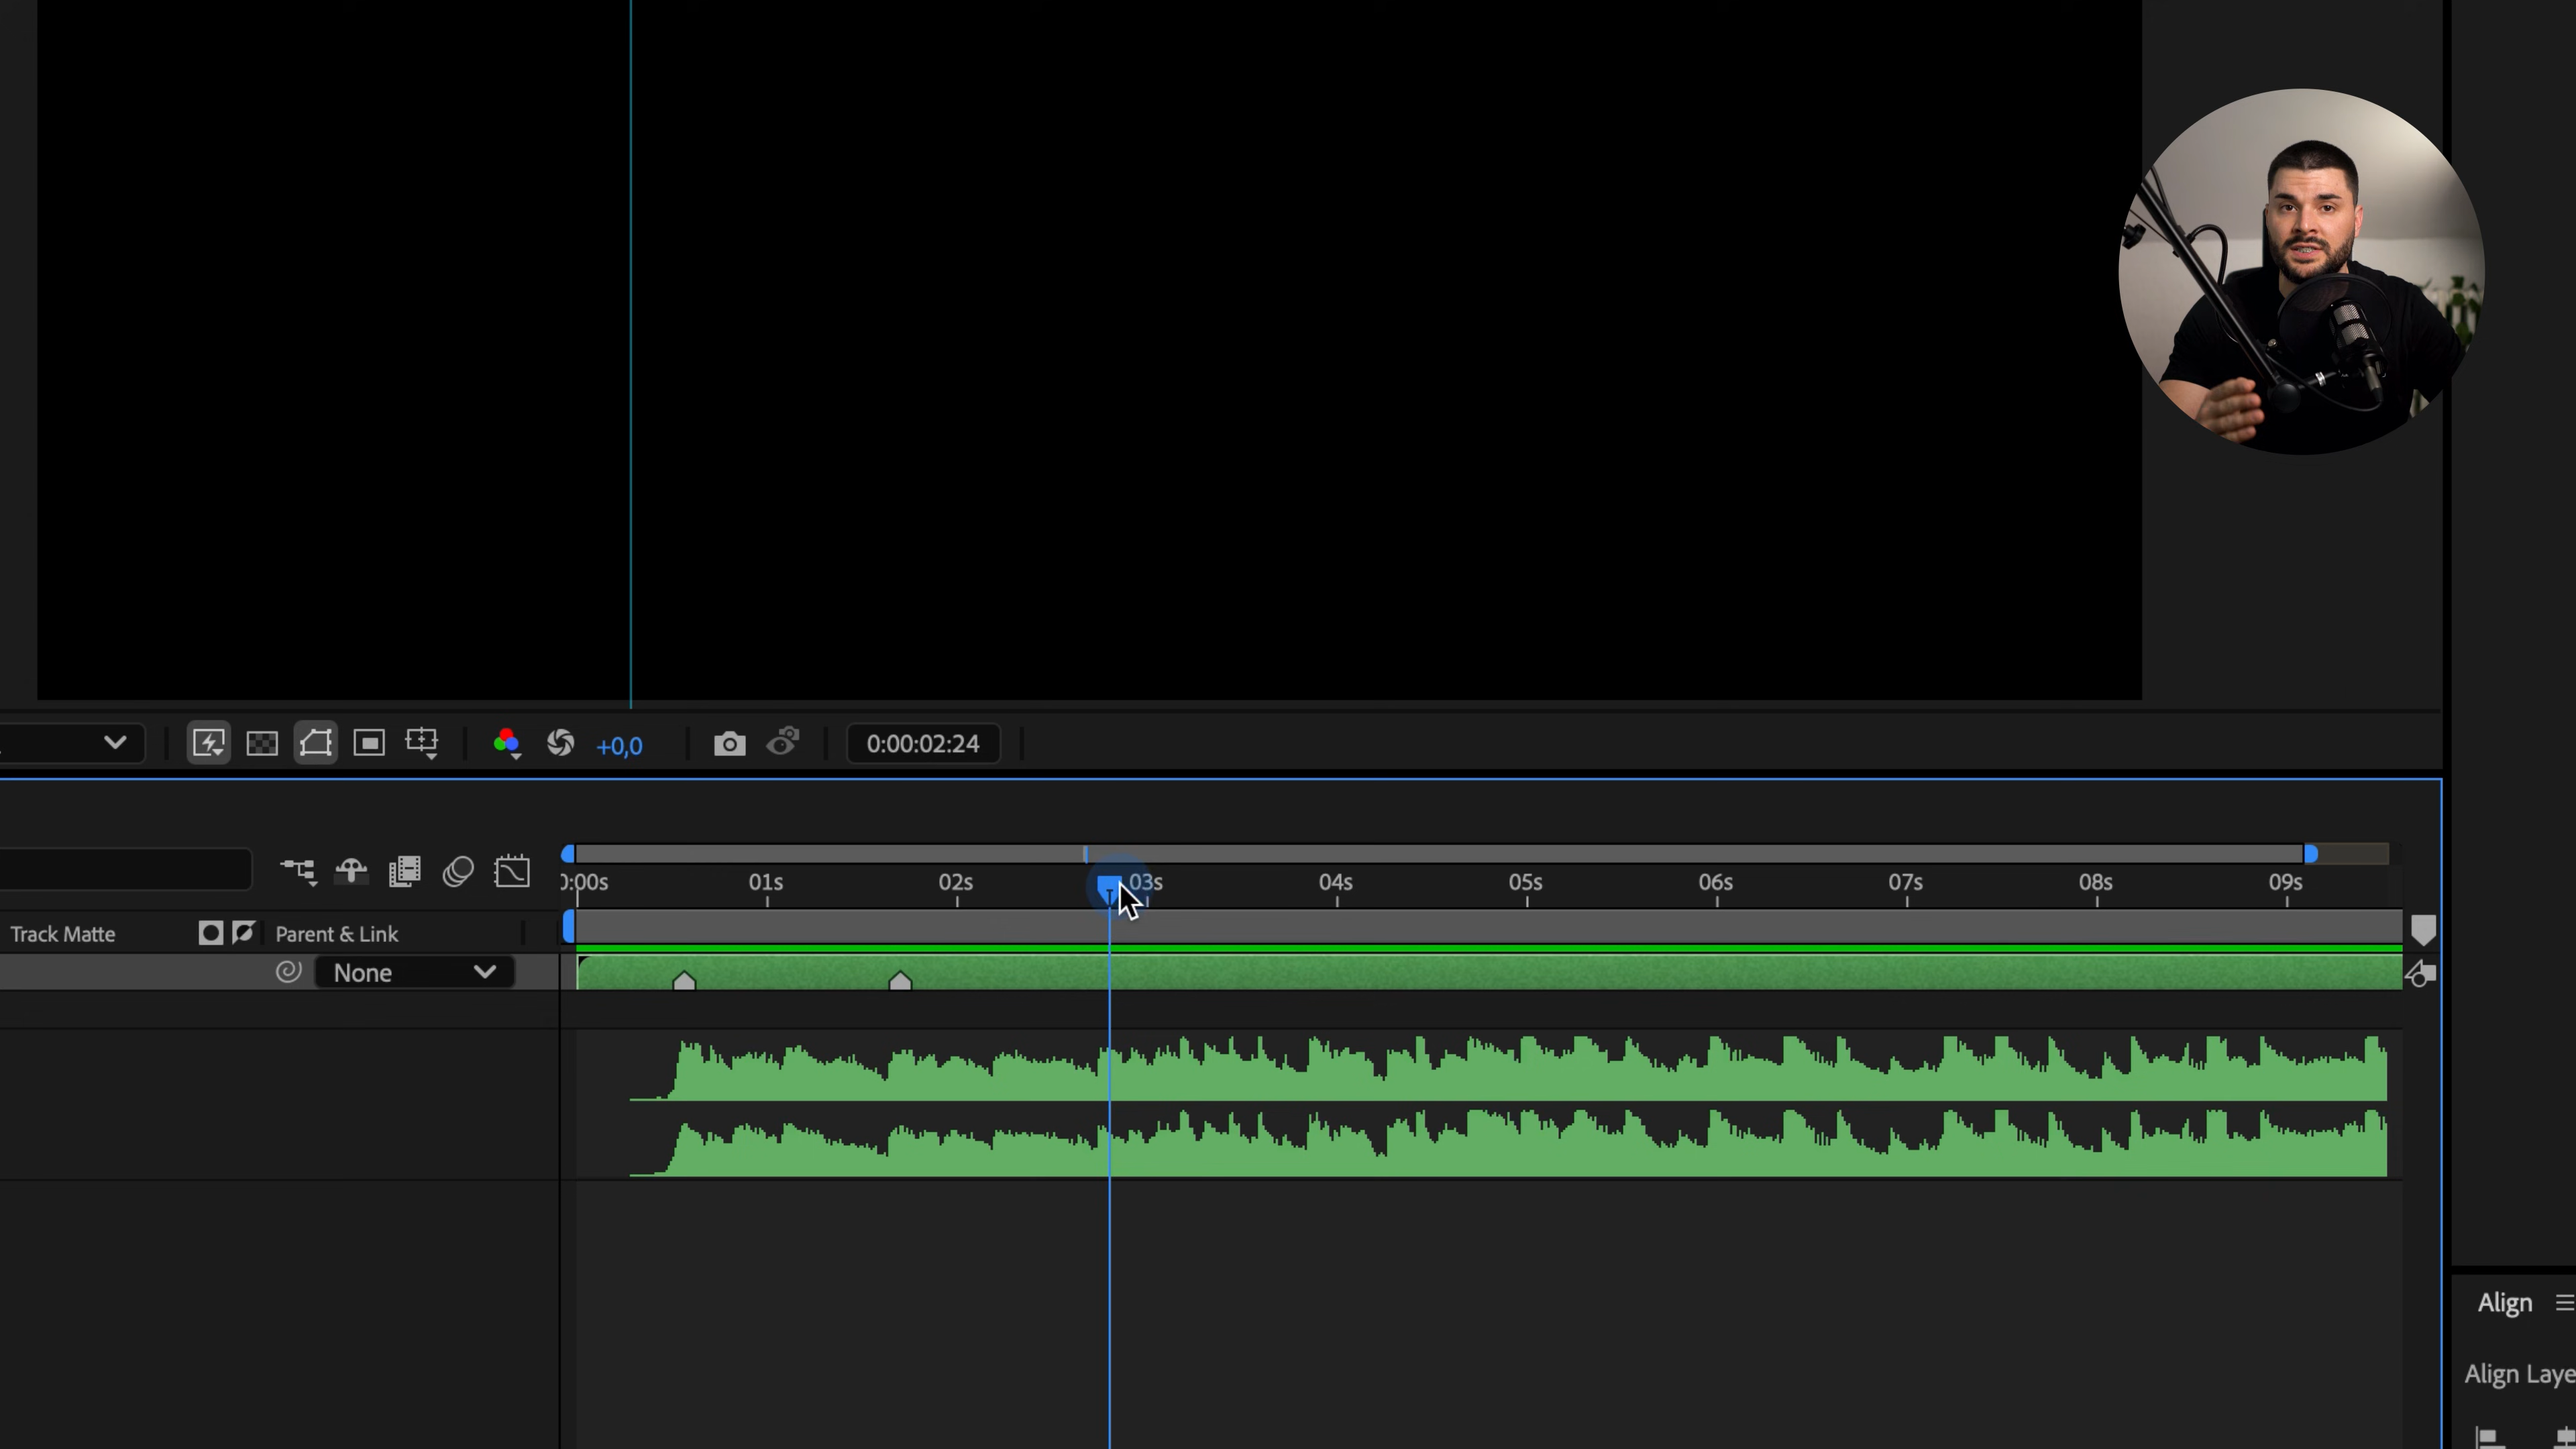 +0,0
0:00:02:24
0:00s 01s 02s 03s 04s 05s 06s 07s 08s 09s
Track Matte
Parent & Link
None
Align
Align Laye